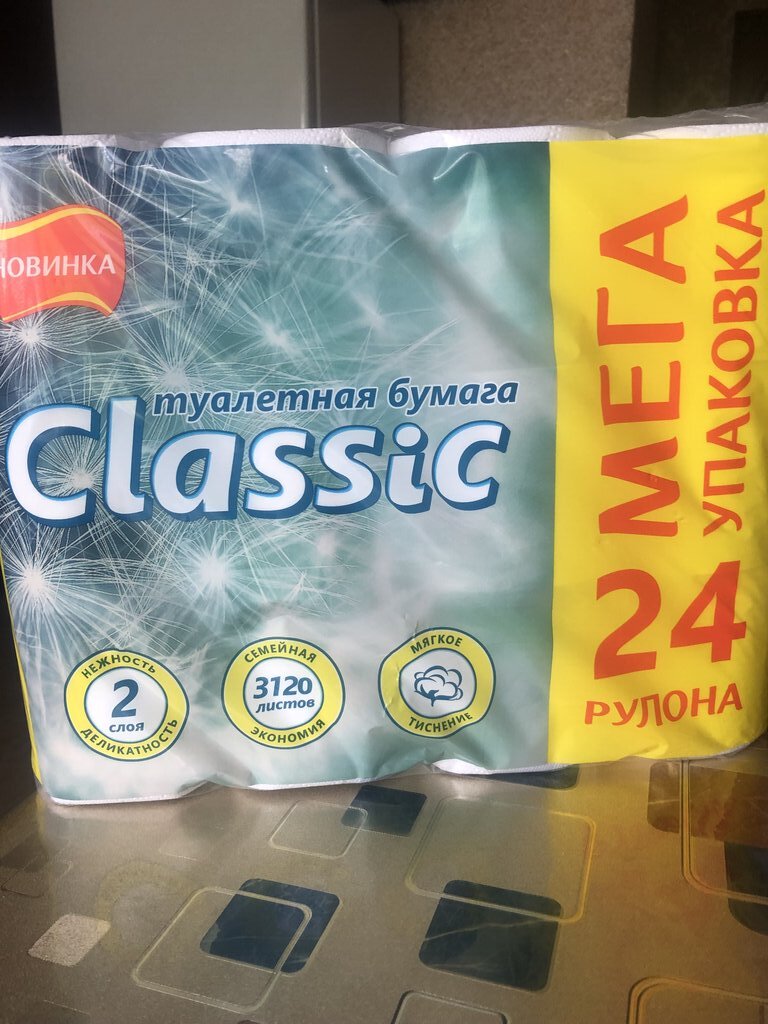 НОВИНКА
туалетная бумага
Classic
НЕЖНОСТЬ
2
слоя
ДЕЛИКАТНОСТЬ
СЕМЕЙНАЯ
3120
листов
ЭКОНОМИЯ
МЯГКОЕ
ТИСНЕНИЕ
МЕГА
УПАКОВКА
24
РУЛОНА